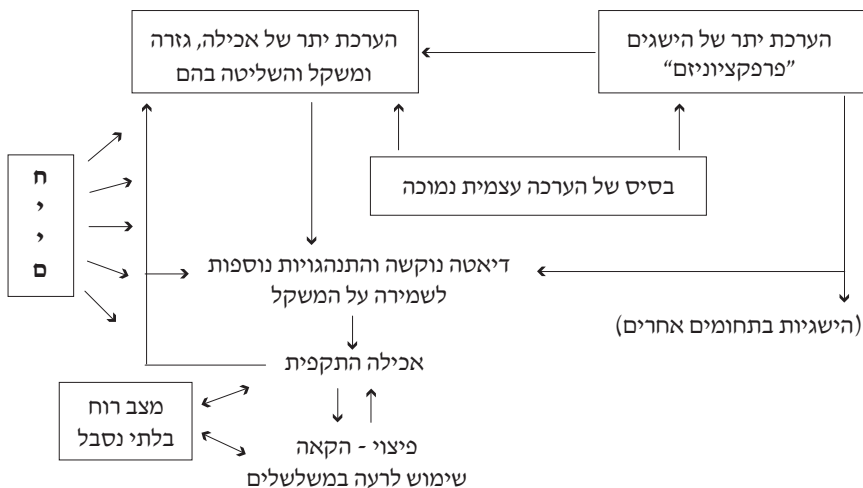 הערכת יתר של הישגים
"פרפקציוניזם"
הערכת יתר של אכילה, גזרה
ומשקל והשליטה בהם
בסיס של הערכה עצמית נמוכה
ח
י
י
ם
דיאטה נוקשה והתנהגויות נוספות
לשמירה על המשקל
(הישגיות בתחומים אחרים)
אכילה התקפית
מצב רוח
בלתי נסבל
פיצוי - הקאה
שימוש לרעה במשלשלים